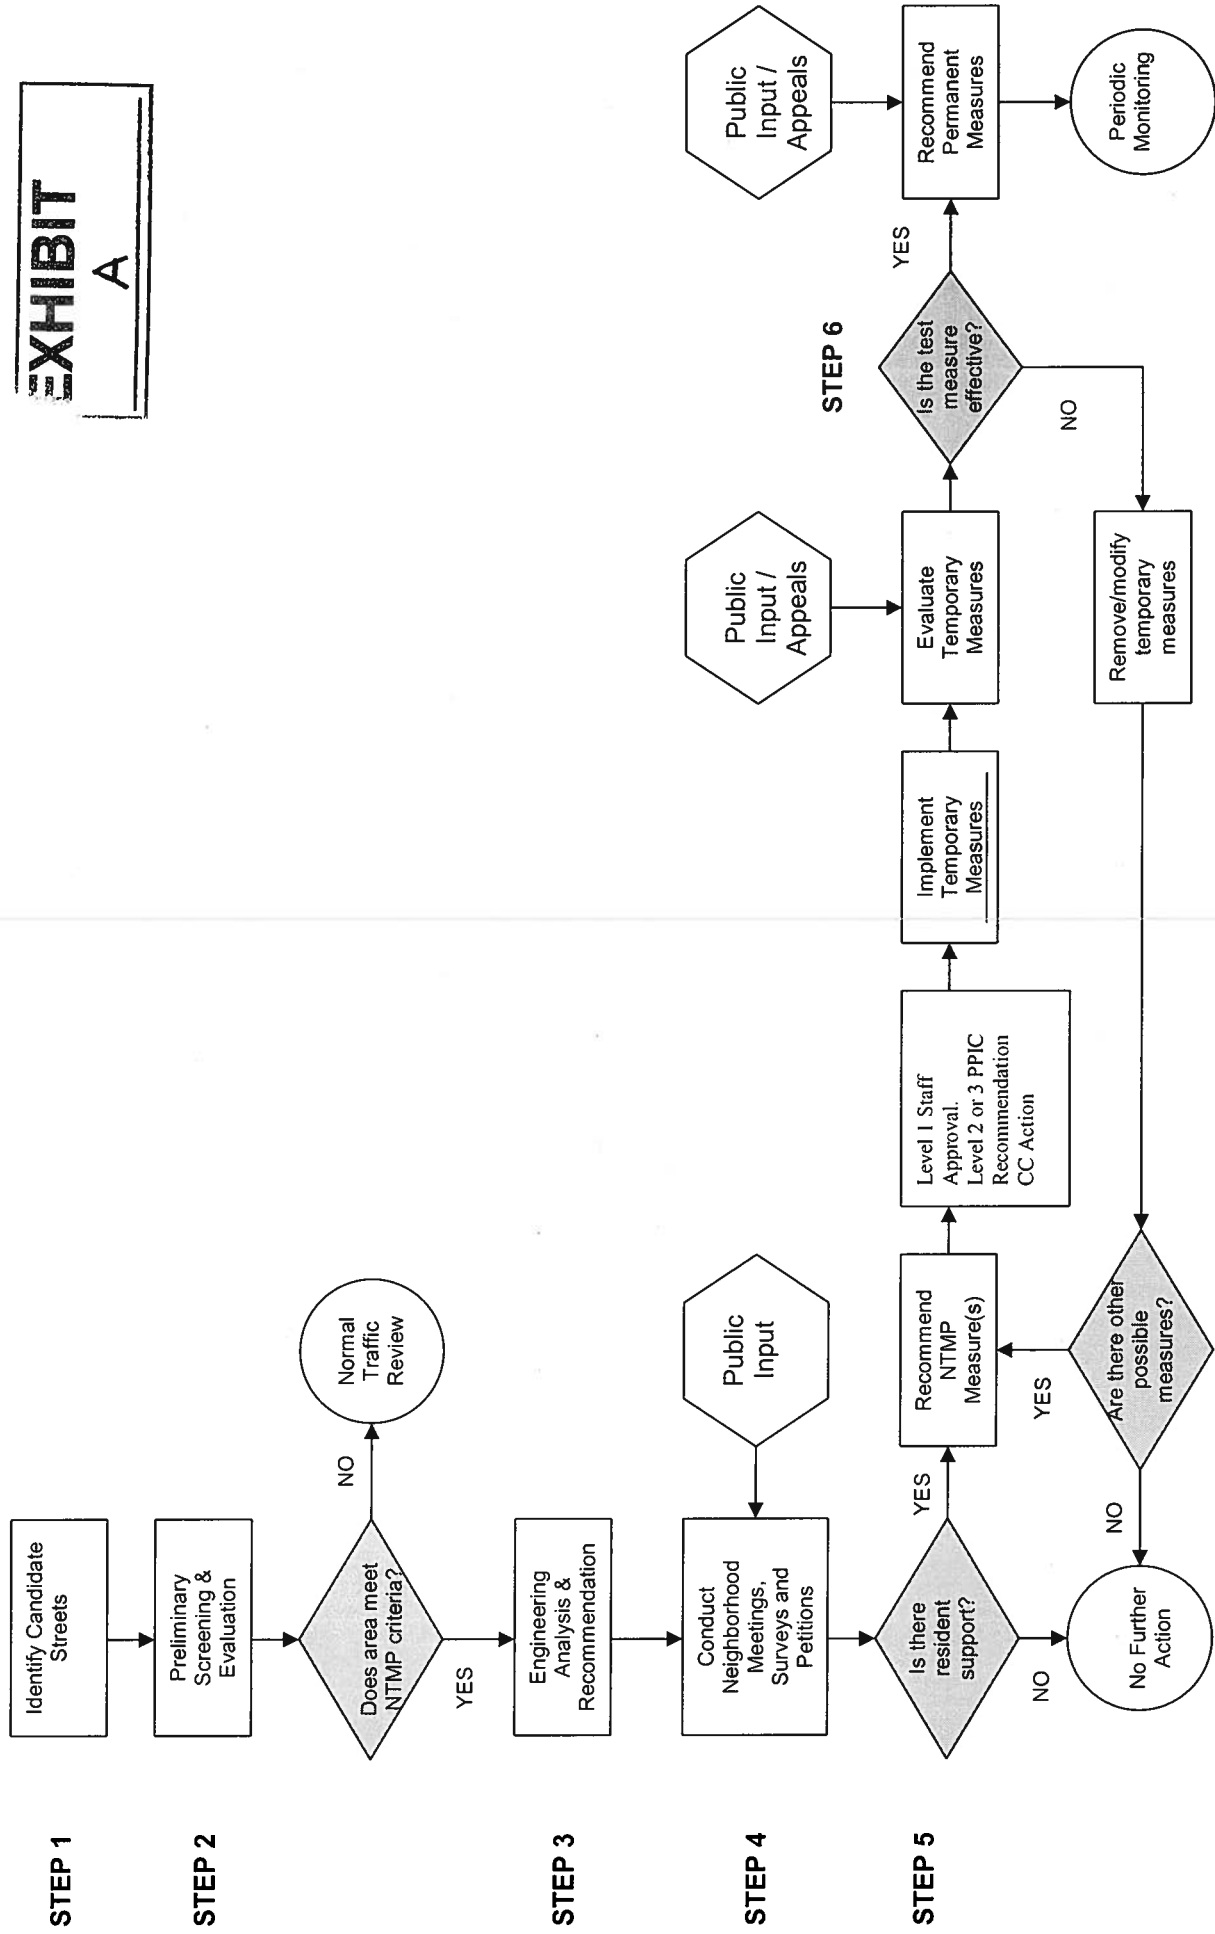 EXHIBIT
A
STEP 1
Identify Candidate
Streets
STEP 2
Preliminary
Screening &
Evaluation
Does area meet
NTMP criteria?
NO
Normal
Traffic
Review
YES
STEP 3
Engineering
Analysis &
Recommendation
STEP 4
Conduct
Neighborhood
Meetings,
Surveys and
Petitions
Public
Input
STEP 5
Is there
resident
support?
YES
NO
No Further
Action
Recommend
NTMP
Measure(s)
Level 1 Staff
Approval.
Level 2 or 3 PPIC
Recommendation
CC Action
Implement
Temporary
Measures
Evaluate
Temporary
Measures
Public
Input /
Appeals
STEP 6
Is the test
measure
effective?
YES
Recommend
Permanent
Measures
Public
Input /
Appeals
Periodic
Monitoring
NO
Remove/modify
temporary
measures
Are there other
possible
measures?
YES
NO